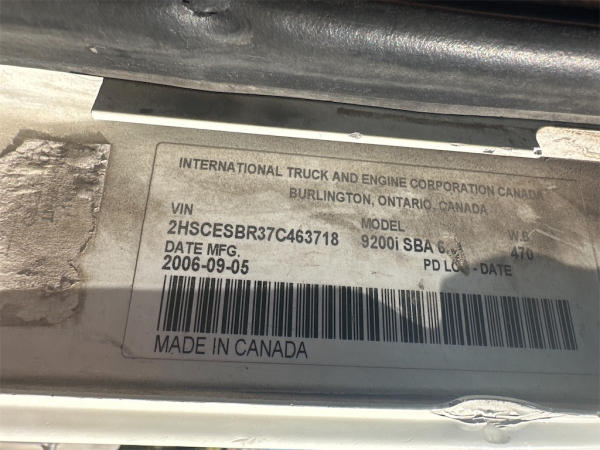 INTERNATIONAL TRUCK AND ENGINE CORPORATION CANADA
BURLINGTON, ONTARIO, CANADA
VIN MODEL W.B
2HSCESBR37C463718 9200i SBA 470
DATE MFG. PD LOC - DATE
2006-09-05
MADE IN CANADA